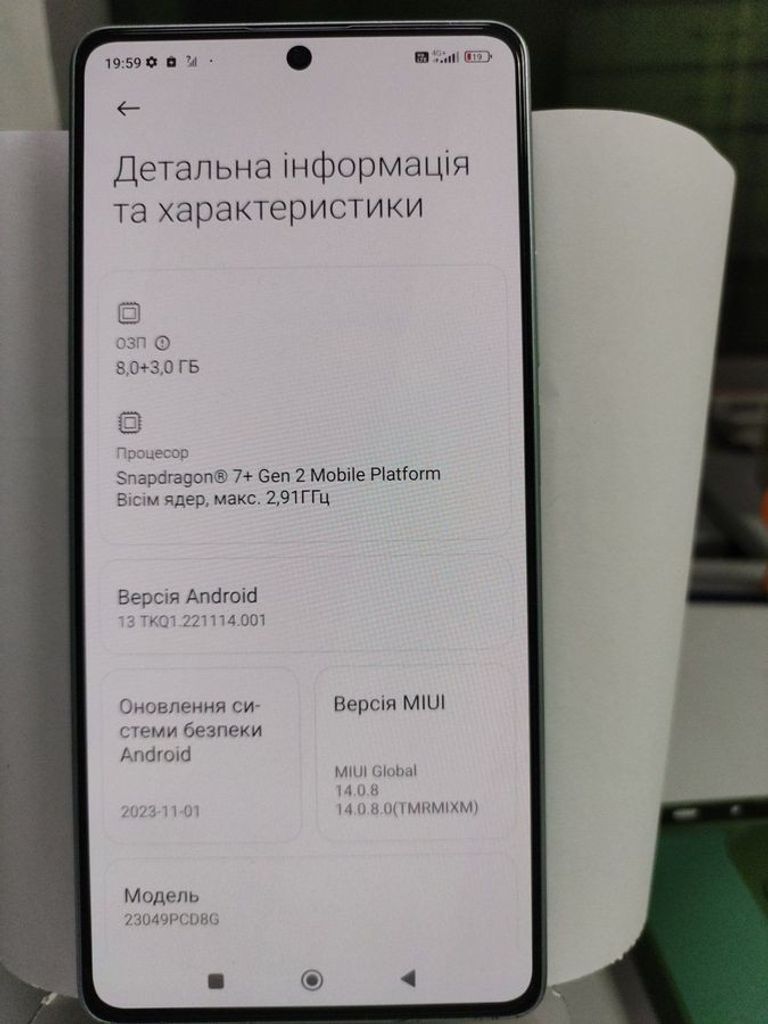 19:59
4G+
19
Детальна інформація
та характеристики
ОЗП
8,0+3,0 ГБ
Процесор
Snapdragon® 7+ Gen 2 Mobile Platform
Вісім ядер, макс. 2,91ГГц
Версія Android
13 TKQ1.221114.001
Оновлення си-
стеми безпеки
Android
2023-11-01
Версія MIUI
MIUI Global
14.0.8
14.0.8.0(TMRMIXM)
Модель
23049PCD8G